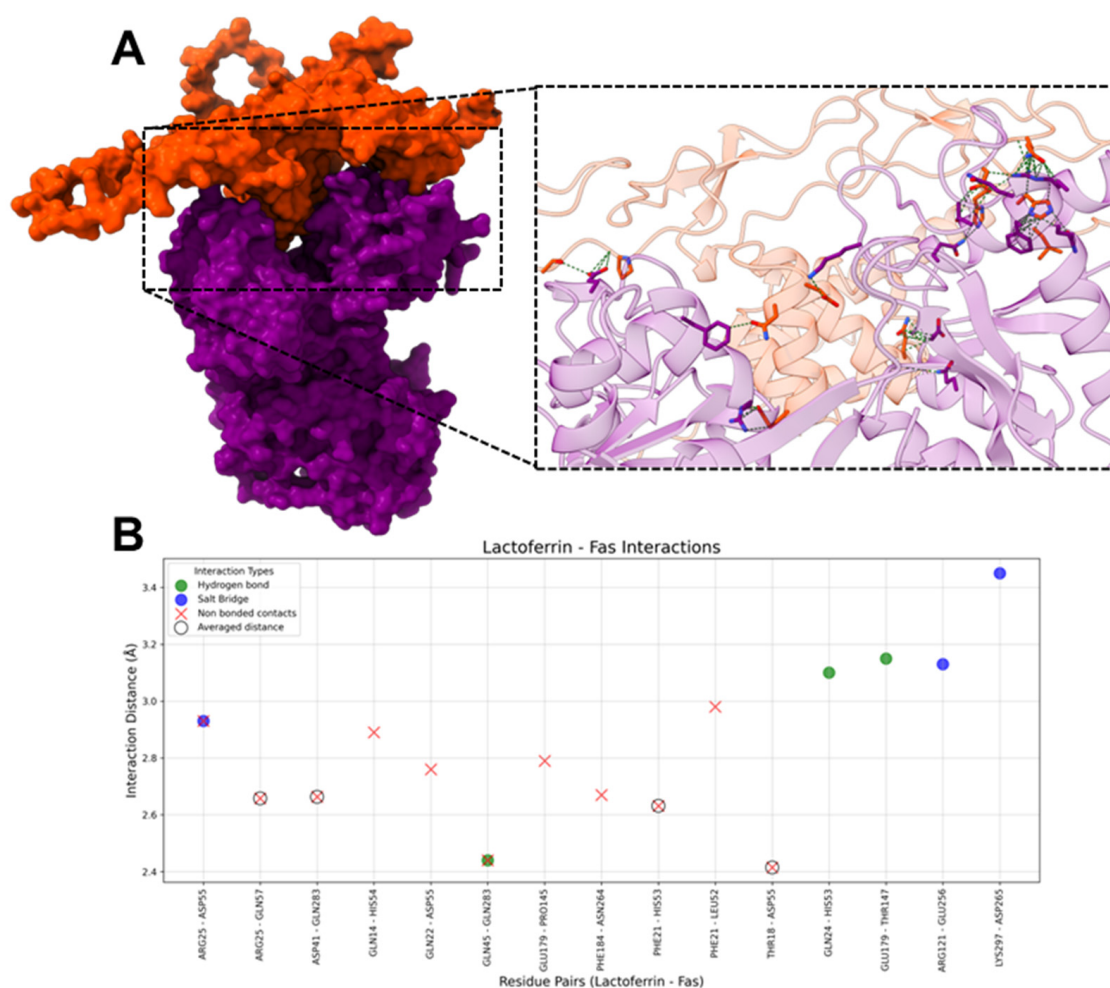 A
B
Lactoferrin - Fas Interactions
Interaction Types
Hydrogen bond
Salt Bridge
Non bonded contacts
Averaged distance
Interaction Distance (Å)
3.4
3.2
3.0
2.8
2.6
2.4
ARG25 - ASP55
ARG25 - GLN57
ASP41 - GLN283
GLN14 - HIS54
GLN22 - ASP55
GLN45 - GLN283
GLU179 - PRO145
PHE184 - ASN264
PHE21 - HIS53
PHE21 - LEU52
THR18 - ASP55
GLN24 - HIS53
GLU179 - THR147
ARG121 - GLU256
LYS297 - ASP265
Residue Pairs (Lactoferrin - Fas)